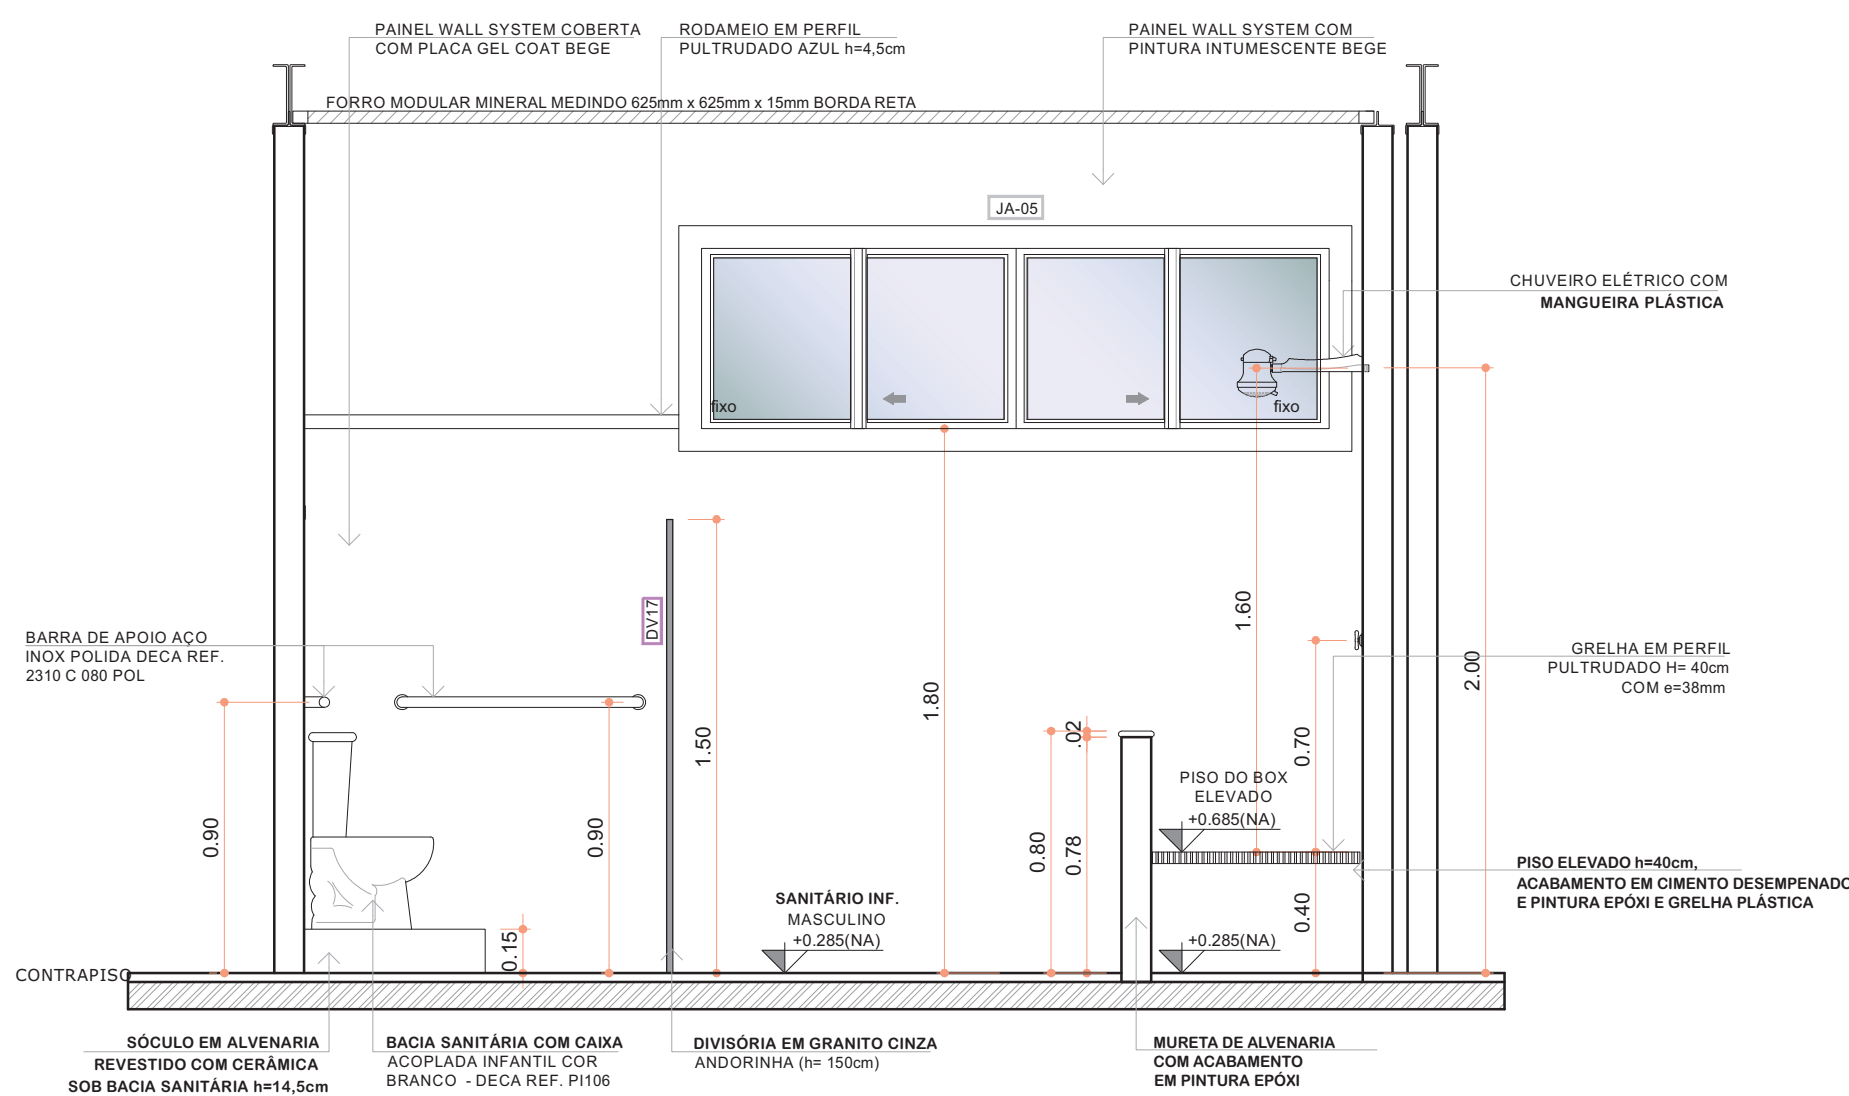 PAINEL WALL SYSTEM COBERTA
COM PLACA GEL COAT BEGE
RODAMEIO EM PERFIL
PULTRUDADO AZUL h=4,5cm
PAINEL WALL SYSTEM COM
PINTURA INTUMESCENTE BEGE
FORRO MODULAR MINERAL MEDINDO 625mm x 625mm x 15mm BORDA RETA
JA-05
CHUVEIRO ELÉTRICO COM
MANGUEIRA PLÁSTICA
fixo
fixo
DV17
BARRA DE APOIO AÇO
INOX POLIDA DECA REF.
2310 C 080 POL
GRELHA EM PERFIL
PULTRUDADO H= 40cm
COM e=38mm
0.90
0.90
0.15
1.50
1.80
0.80
.02
0.78
1.60
0.70
0.40
2.00
PISO DO BOX
ELEVADO
+0.685(NA)
PISO ELEVADO h=40cm,
ACABAMENTO EM CIMENTO DESEMPENADO
E PINTURA EPÓXI E GRELHA PLÁSTICA
SANITÁRIO INF.
MASCULINO
+0.285(NA)
+0.285(NA)
CONTRAPISO
SÓCULO EM ALVENARIA
REVESTIDO COM CERÂMICA
SOB BACIA SANITÁRIA h=14,5cm
BACIA SANITÁRIA COM CAIXA
ACOPLADA INFANTIL COR
BRANCO - DECA REF. PI106
DIVISÓRIA EM GRANITO CINZA
ANDORINHA (h= 150cm)
MURETA DE ALVENARIA
COM ACABAMENTO
EM PINTURA EPÓXI